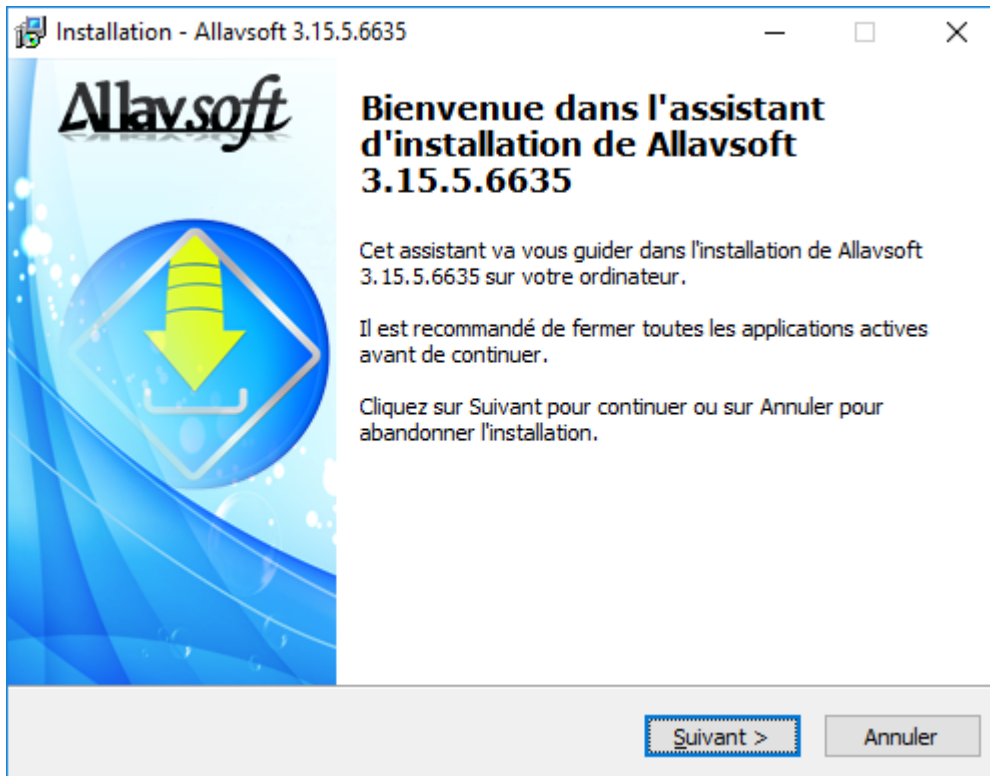 Installation - Allavsoft 3.15.5.6635
Allavsoft
Bienvenue dans l'assistant
d'installation de Allavsoft
3.15.5.6635
Cet assistant va vous guider dans l'installation de Allavsoft
3.15.5.6635 sur votre ordinateur.
Il est recommandé de fermer toutes les applications actives
avant de continuer.
Cliquez sur Suivant pour continuer ou sur Annuler pour
abandonner l'installation.
Suivant > Annuler